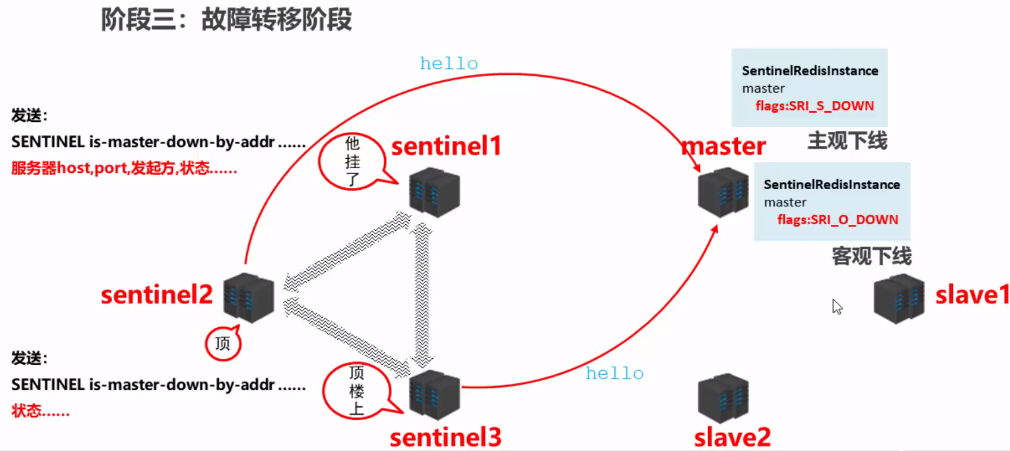 阶段三：故障转移阶段
hello
发送：
SENTINEL is-master-down-by-addr ......
服务器host,port,发起方,状态......
他
挂
了
sentinel1
master
SentinelRedisInstance
master
flags:SRI_S_DOWN
主观下线
SentinelRedisInstance
master
flags:SRI_O_DOWN
客观下线
sentinel2
slave1
顶
发送：
SENTINEL is-master-down-by-addr ......
状态......
顶
楼
上
hello
sentinel3
slave2